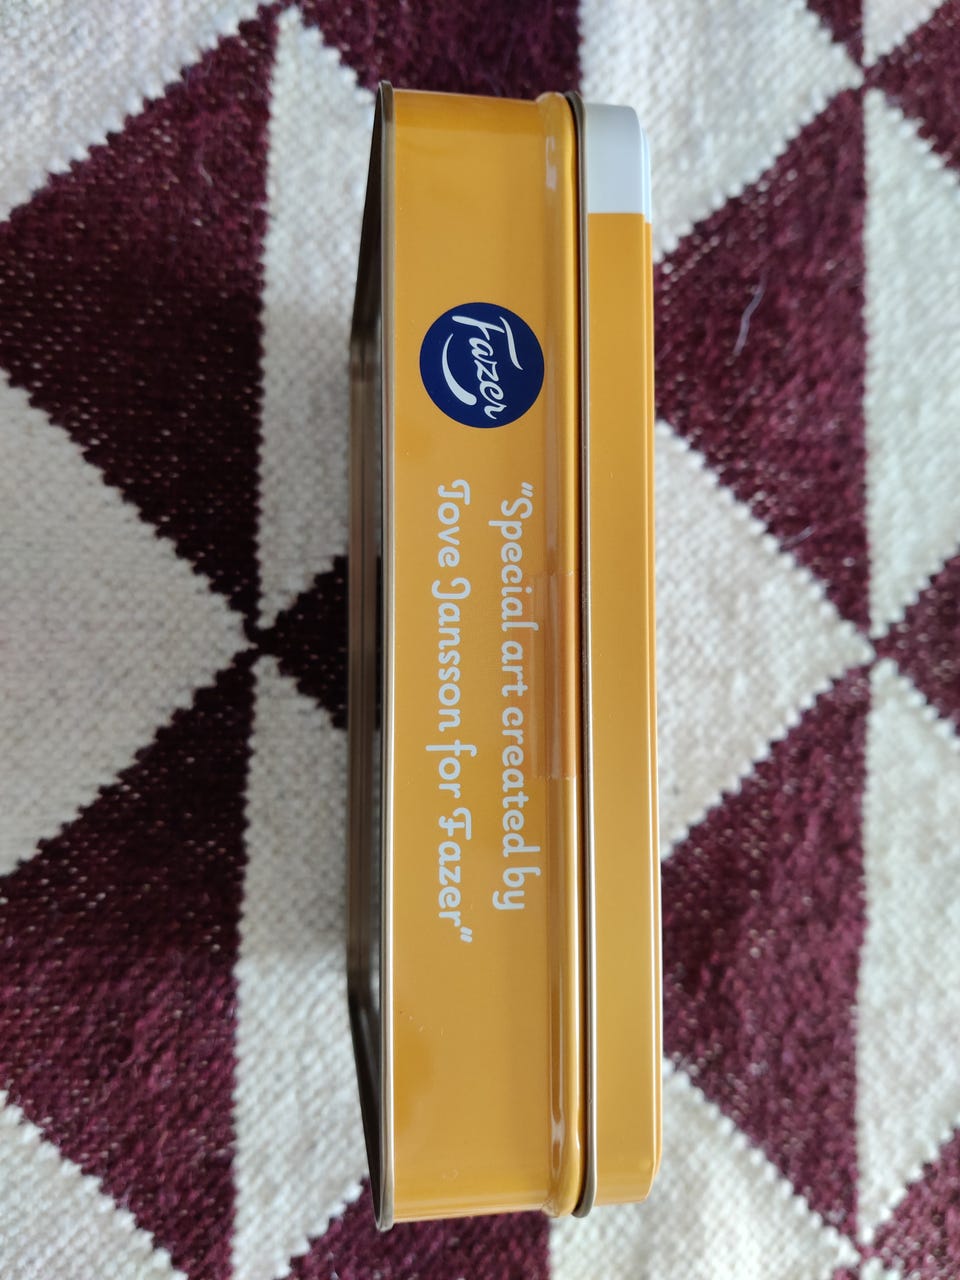 Fazer
"Special art created by
Tove Jansson for Fazer"